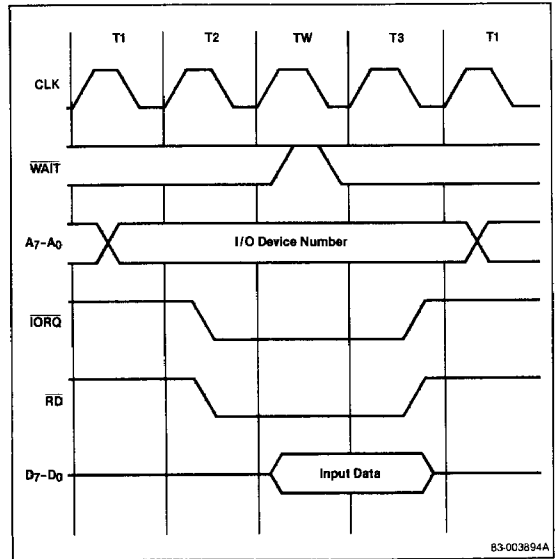 T1 T2 TW T3 T1
CLK
WAIT
A7-A0
I/O Device Number
IORQ
RD
D7-D0
Input Data
83-003894A